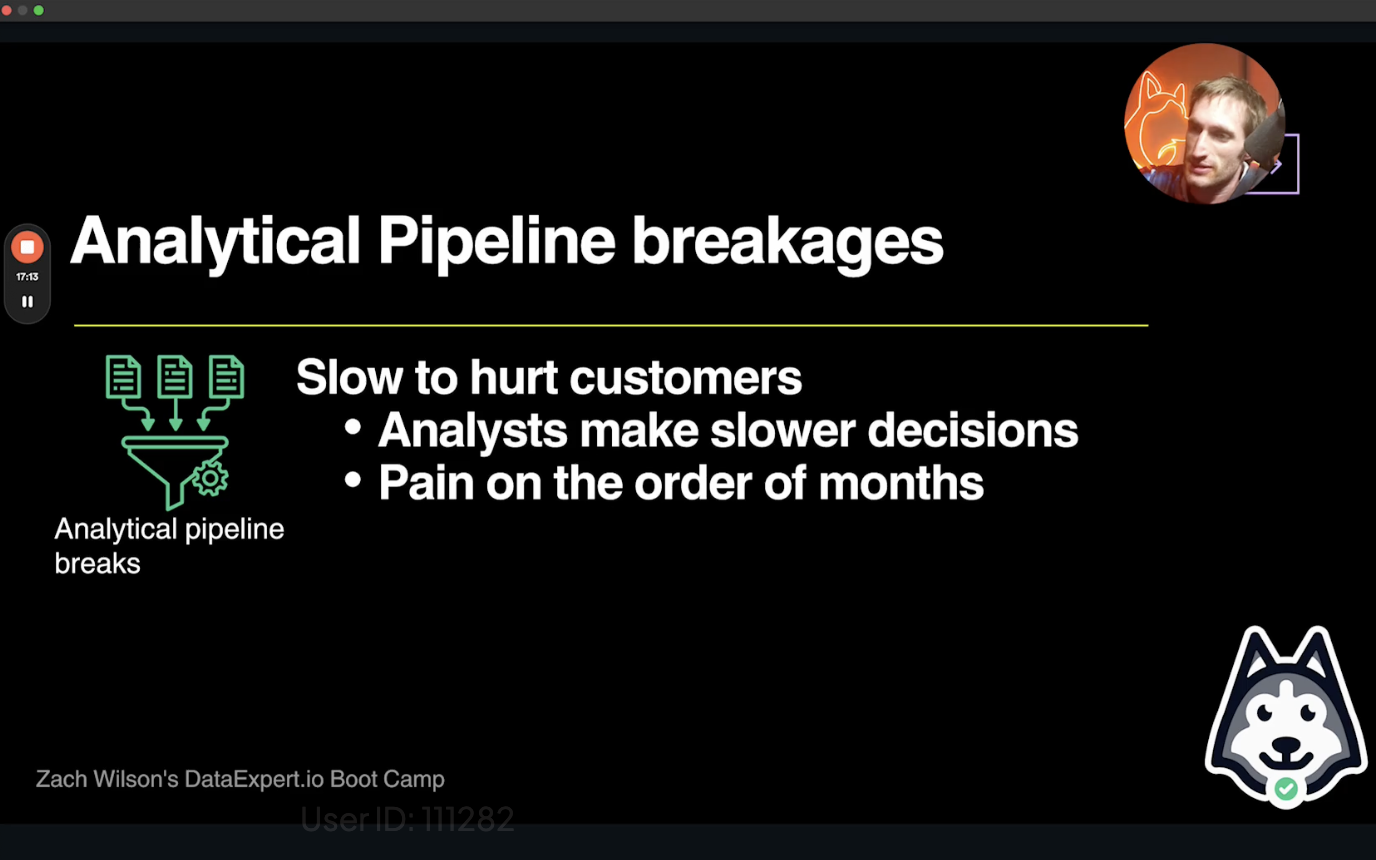 Analytical Pipeline breakages
17:13
Slow to hurt customers
• Analysts make slower decisions
• Pain on the order of months
Analytical pipeline
breaks
Zach Wilson's DataExpert.io Boot Camp
User ID: 111282